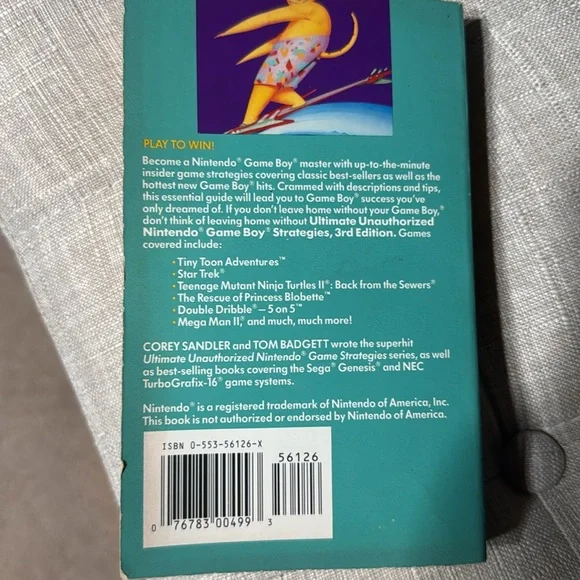 PLAY TO WIN!
Become a Nintendo® Game Boy® master with up-to-the-minute
insider game strategies covering classic best-sellers as well as the
hottest new Game Boy® hits. Crammed with descriptions and tips,
this essential guide will lead you to Game Boy® success you've
only dreamed of. If you don't leave home without your Game Boy,®
don't think of leaving home without Ultimate Unauthorized
Nintendo® Game Boy® Strategies, 3rd Edition. Games
covered include:
• Tiny Toon Adventures™
• Star Trek®
• Teenage Mutant Ninja Turtles II®: Back from the Sewers®
• The Rescue of Princess Blobette™
• Double Dribble®—5 on 5™
• Mega Man II,® and much, much more!
COREY SANDLER and TOM BADGETT wrote the superhit
Ultimate Unauthorized Nintendo® Game Strategies series, as well
as best-selling books covering the Sega® Genesis® and NEC
TurboGrafx-16® game systems.
Nintendo® is a registered trademark of Nintendo of America, Inc.
This book is not authorized or endorsed by Nintendo of America.
ISBN 0-553-56126-X
56126
0 76783 00499 3